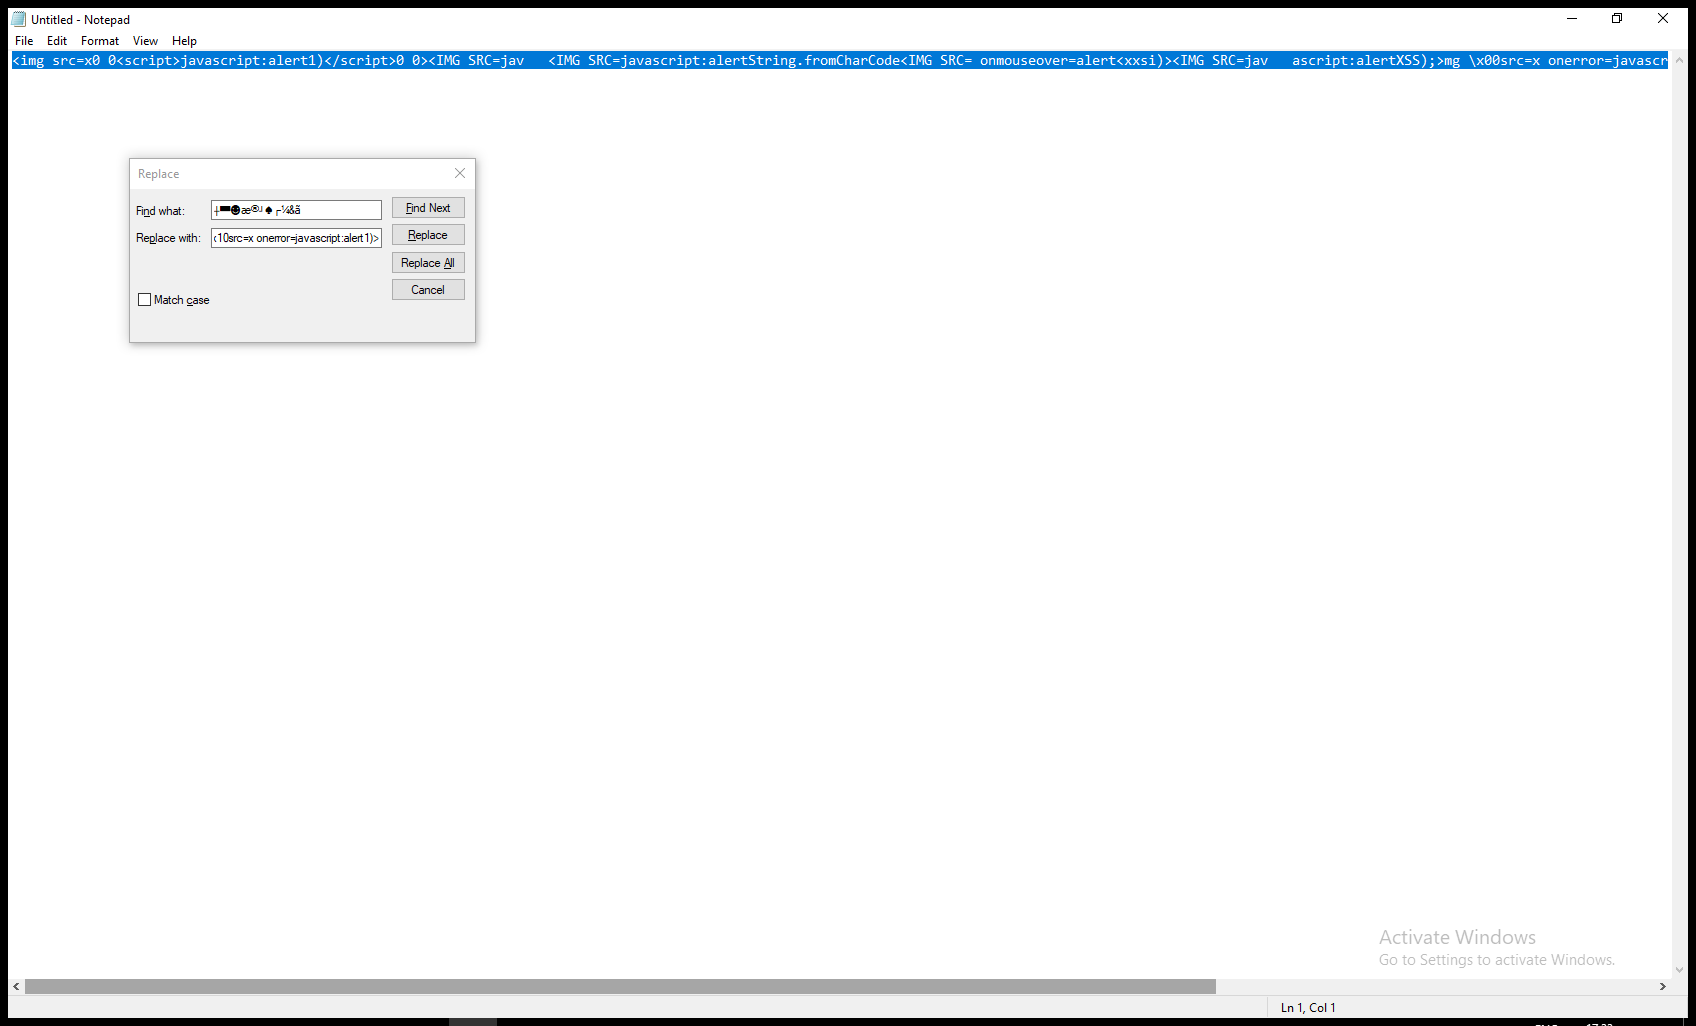 Untitled - Notepad
File Edit Format View Help
<img src=x0 0<script>javascript:alert1)</script>0 0><IMG SRC=jav   <IMG SRC=javascript:alertString.fromCharCode<IMG SRC= onmouseover=alert<xxsi)><IMG SRC=jav   ascript:alertXSS);>mg \x00src=x onerror=javascr
Replace
Find what: ┼▀▀☻æ®┘♠┌¼&ã Find Next
Replace with: 10src=x onerror=javascript:alert1)> Replace
Replace All
Cancel
Match case
Activate Windows
Go to Settings to activate Windows.
Ln 1, Col 1